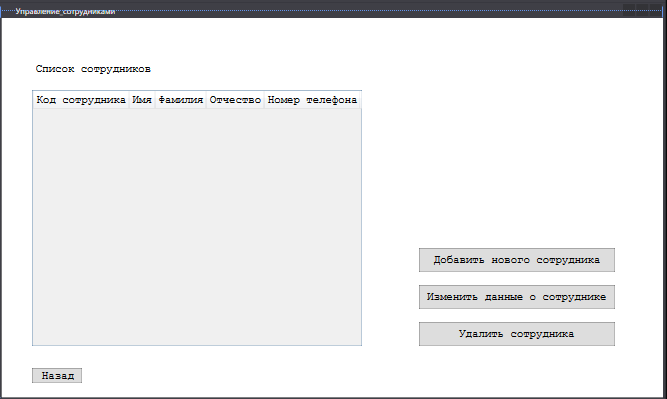 Управление_сотрудниками
Список сотрудников
Код сотрудника Имя Фамилия Отчество Номер телефона
Добавить нового сотрудника
Изменить данные о сотруднике
Удалить сотрудника
Назад